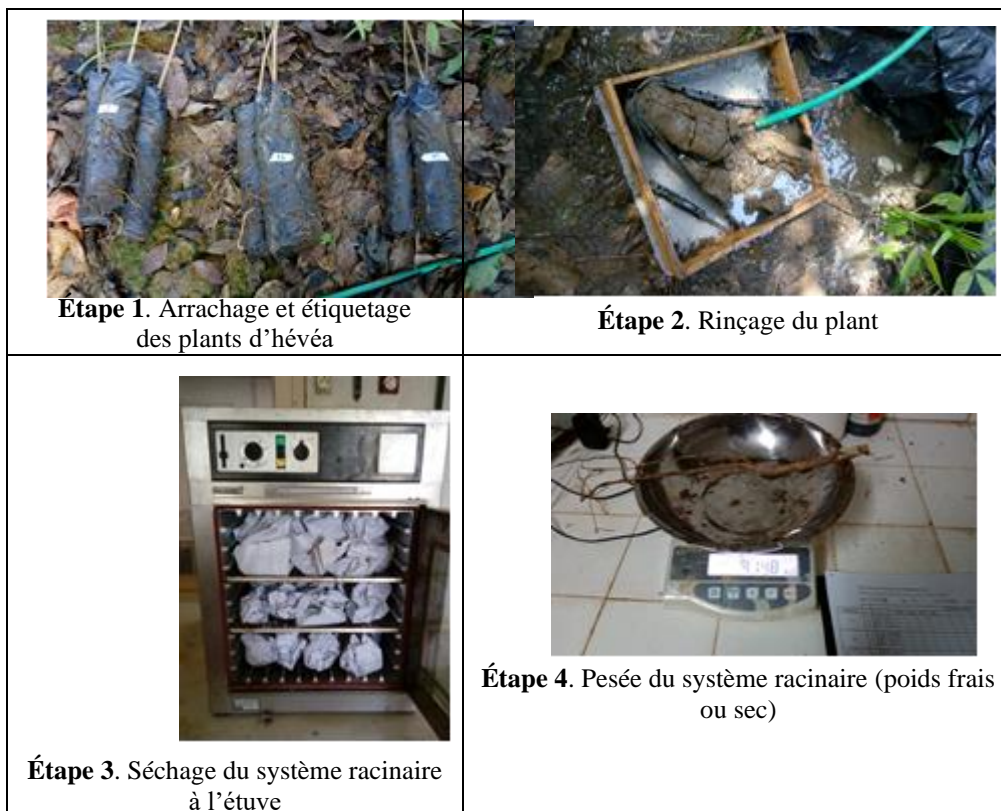 Étape 1. Arrachage et étiquetage
des plants d’hévéa
Étape 2. Rinçage du plant
Étape 3. Séchage du système racinaire
à l’étuve
Étape 4. Pesée du système racinaire (poids frais
ou sec)